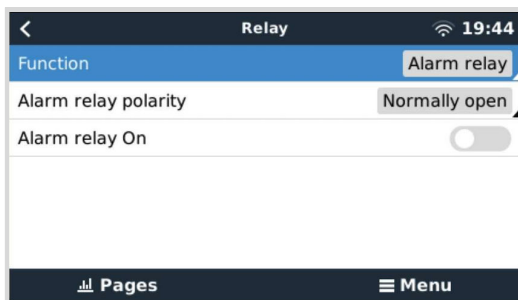 Relay 19:44
Function Alarm relay
Alarm relay polarity Normally open
Alarm relay On
Pages Menu